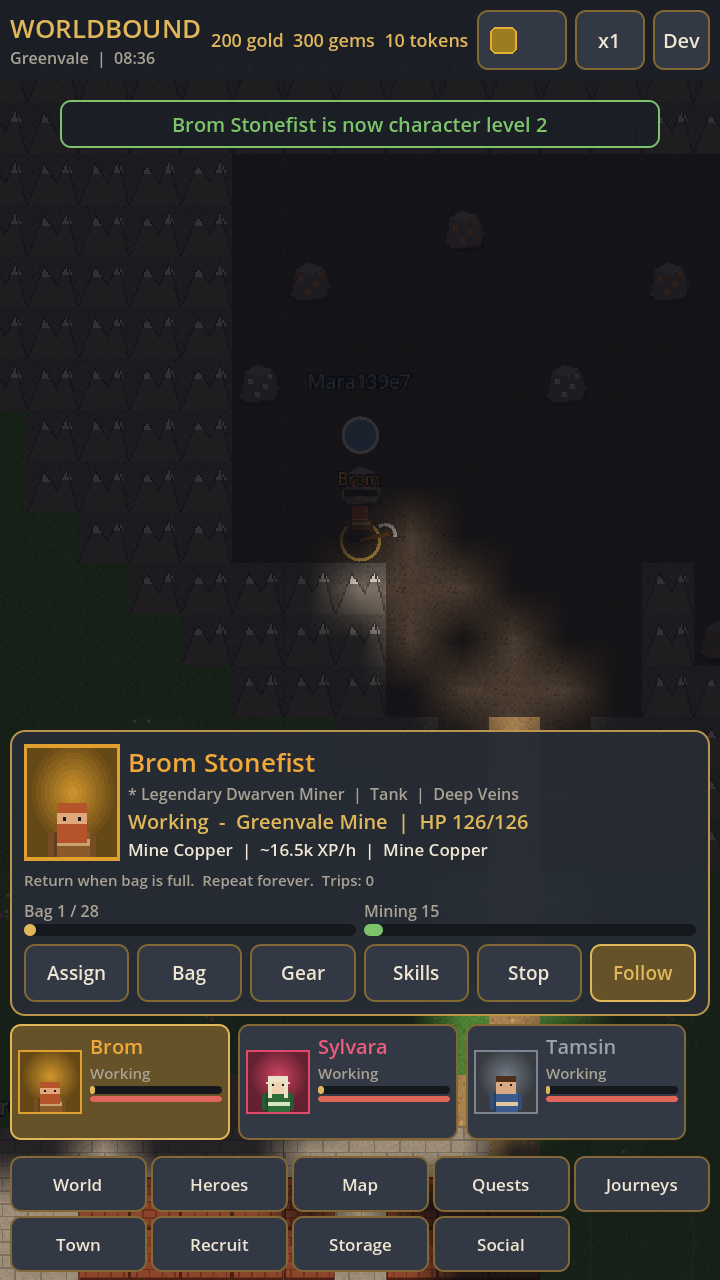 WORLDBOUND
Greenvale | 08:36
200 gold 300 gems 10 tokens
x1
Dev
Brom Stonefist is now character level 2
Mara139e7
Brom
Brom Stonefist
* Legendary Dwarven Miner | Tank | Deep Veins
Working - Greenvale Mine | HP 126/126
Mine Copper | ~16.5k XP/h | Mine Copper
Return when bag is full. Repeat forever. Trips: 0
Bag 1 / 28
Mining 15
Assign
Bag
Gear
Skills
Stop
Follow
Brom
Working
Sylvara
Working
Tamsin
Working
World
Heroes
Map
Quests
Journeys
Town
Recruit
Storage
Social